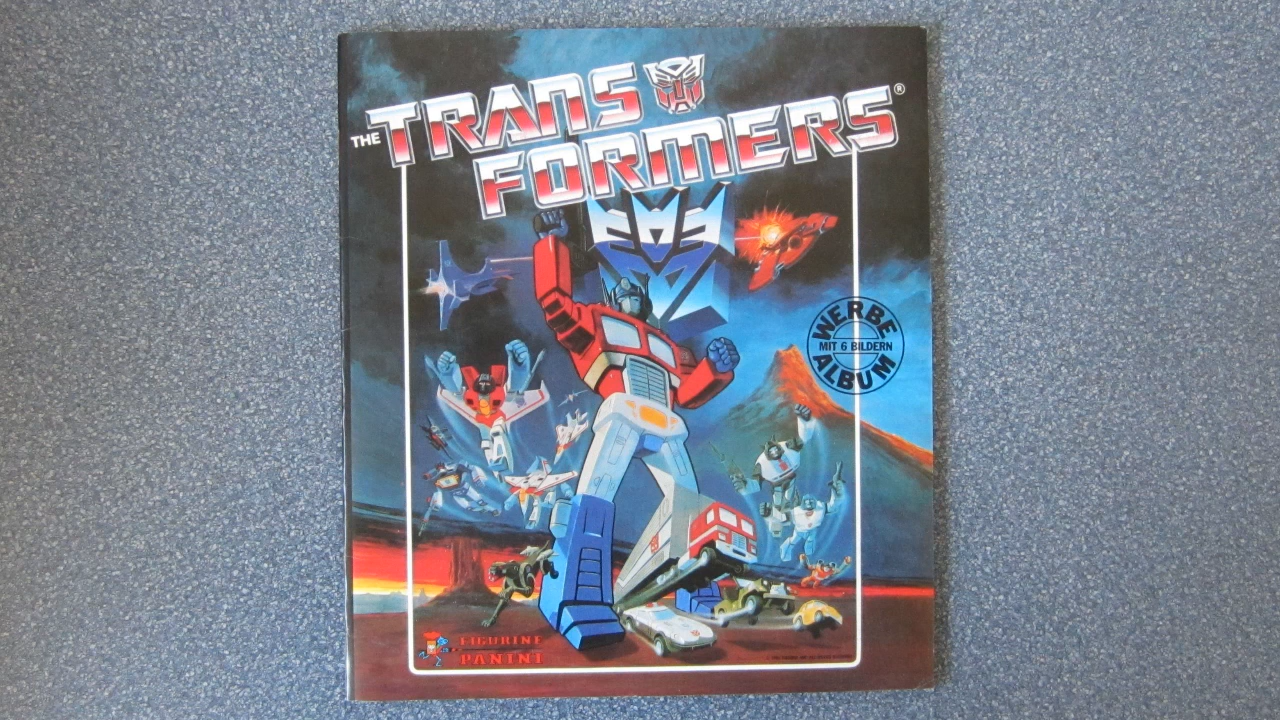 THE TRANS
FORMERS®
WERBE
MIT 6 BILDERN
ALBUM
FIGURINE
PANINI